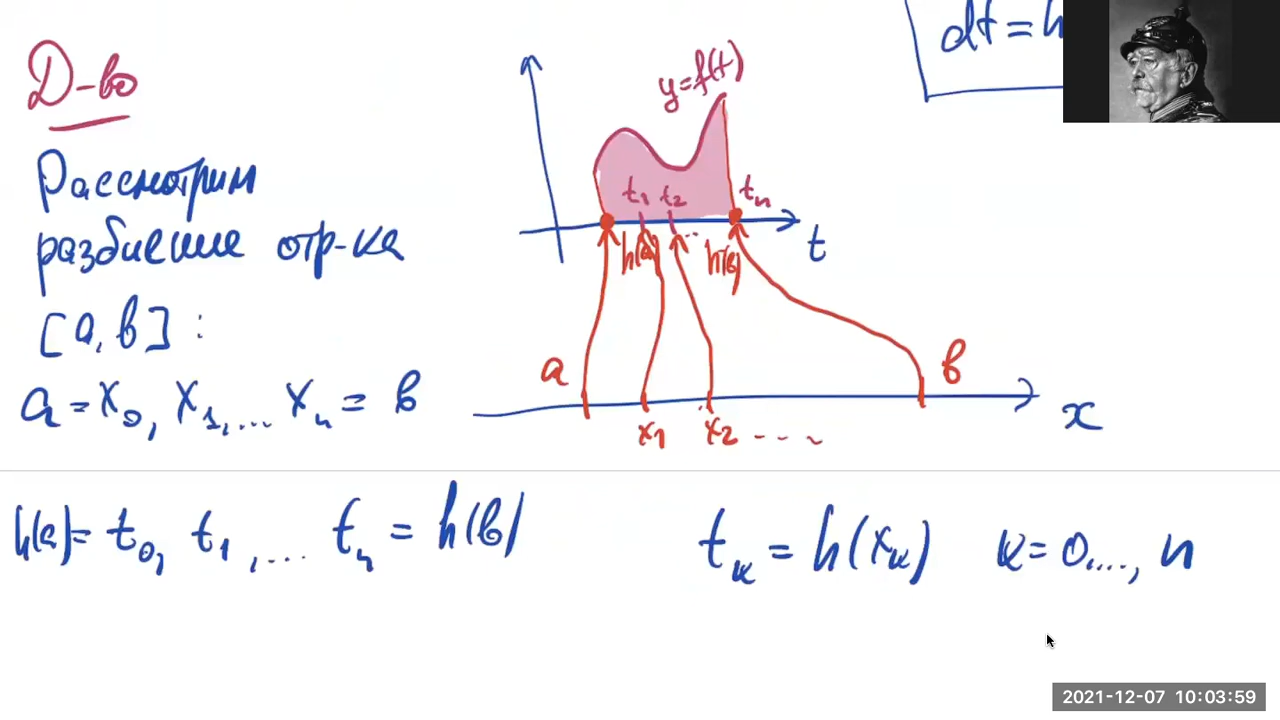 Д-во
Рассмотрим
разбиение отр-ка
[a, b] :
a = x₀, x₁, ... xₙ = b
dt = h
y=f(t)
t₁ t₂ tₙ
...
h(a) h(b)
t
a b
x₁ x₂ ....
x
h(a)= t₀, t₁, ... tₙ = h(b)
tₖ = h(xₖ) k = 0, ..., n
2021-12-07 10:03:59